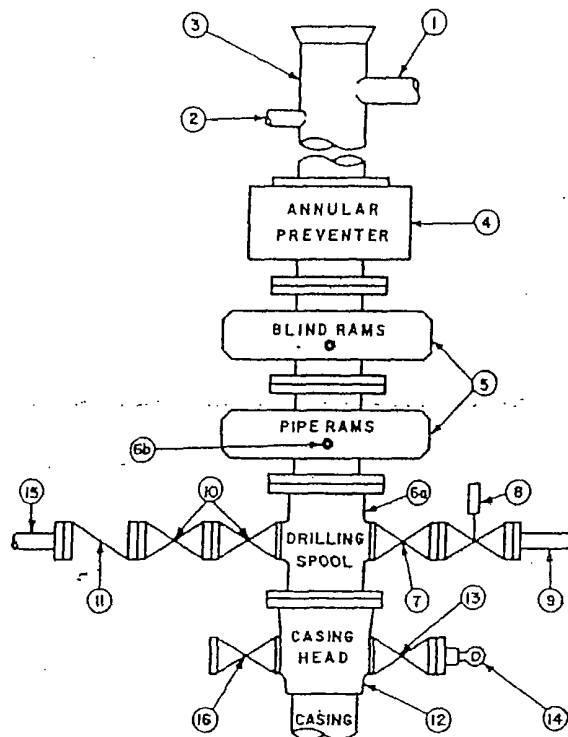 1
3
2
ANNULAR
PREVENTER
4
BLIND RAMS
5
PIPE RAMS
6b
6a
8
10
15
DRILLING
SPOOL
11
7
13
9
CASING
HEAD
16
12
14
CASING